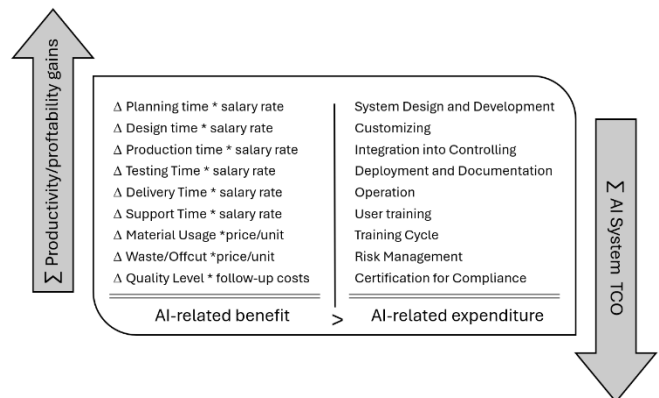 Σ Productivity/proftability gains
Δ Planning time * salary rate
Δ Design time * salary rate
Δ Production time * salary rate
Δ Testing Time * salary rate
Δ Delivery Time * salary rate
Δ Support Time * salary rate
Δ Material Usage *price/unit
Δ Waste/Offcut *price/unit
Δ Quality Level * follow-up costs
AI-related benefit
>
System Design and Development
Customizing
Integration into Controlling
Deployment and Documentation
Operation
User training
Training Cycle
Risk Management
Certification for Compliance
AI-related expenditure
Σ AI System TCO